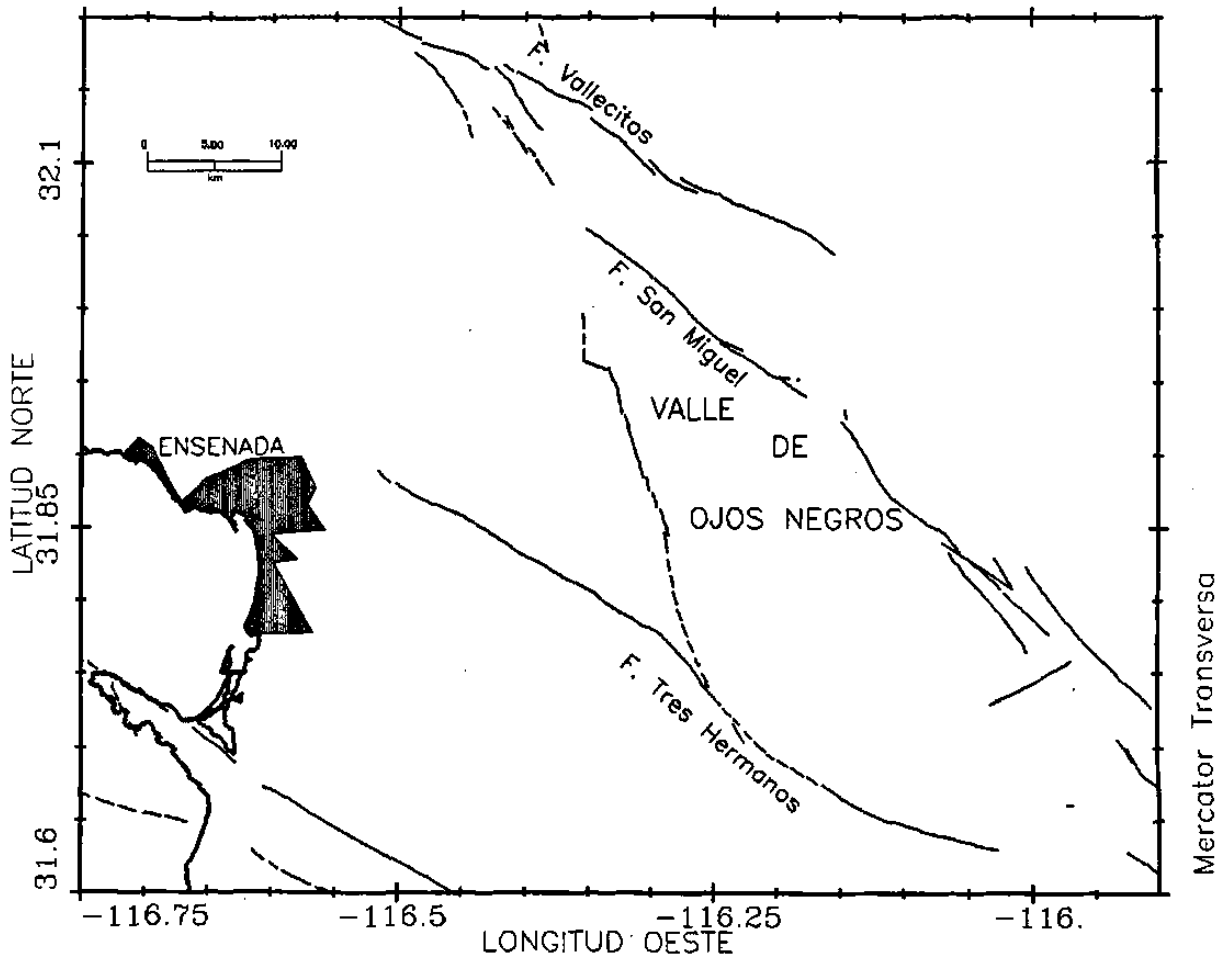 F. Vallecitos
0 5.00 10.00
km
32.1
F. San Miguel
VALLE
DE
OJOS NEGROS
ENSENADA
LATITUD NORTE
31.85
F. Tres Hermanos
31.6
-116.75 -116.5 -116.25 -116.
LONGITUD OESTE
Mercator Transversa